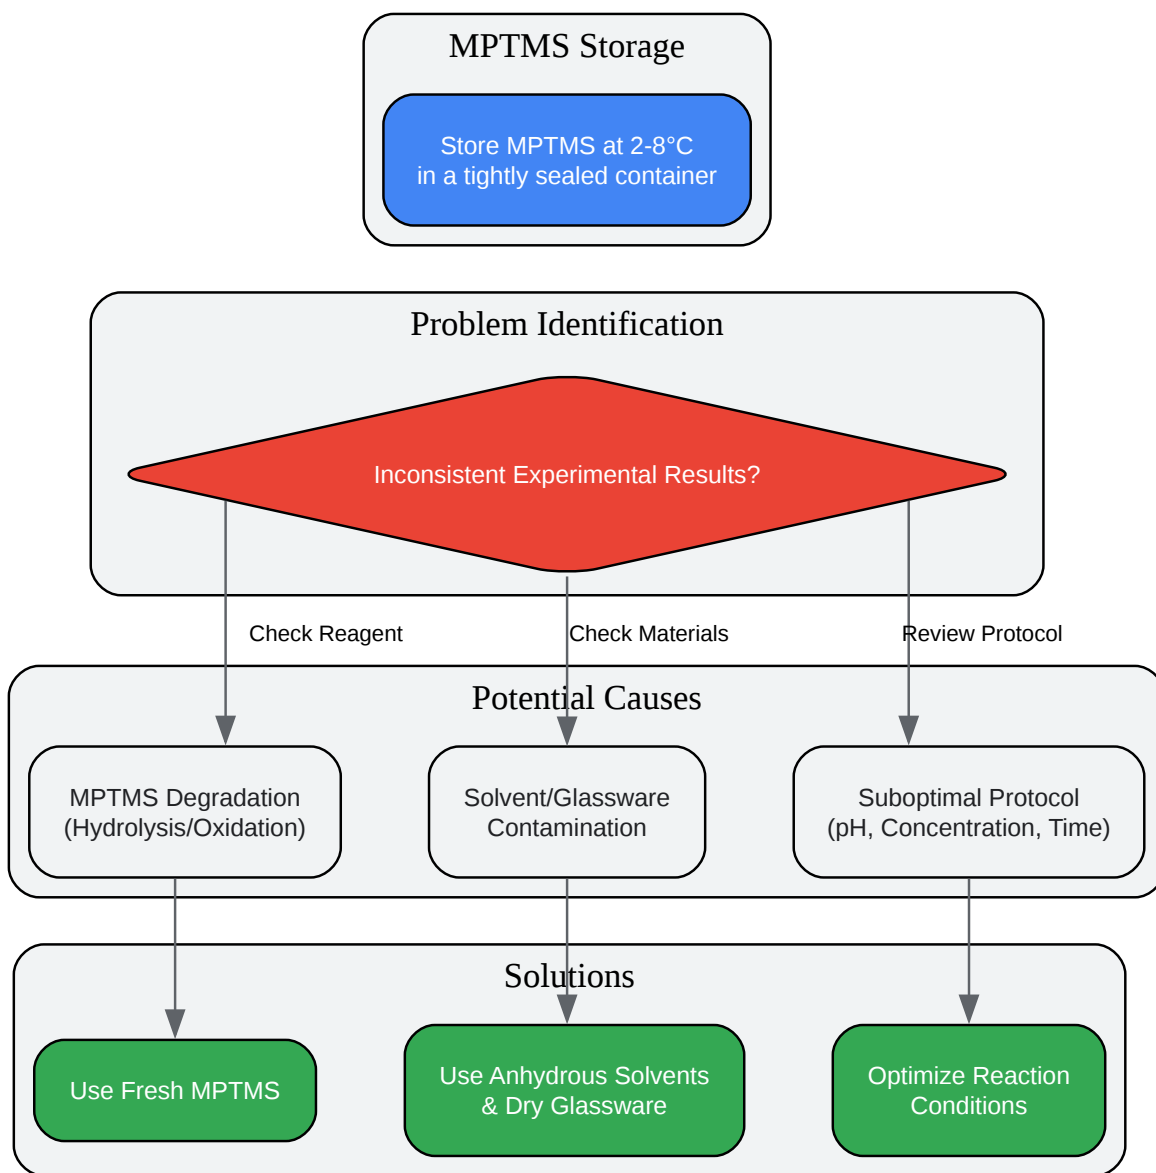 MPTMS Storage
Store MPTMS at 2-8°C
in a tightly sealed container
Problem Identification
Inconsistent Experimental Results?
Check Reagent
Check Materials
Review Protocol
Potential Causes
MPTMS Degradation
(Hydrolysis/Oxidation)
Solvent/Glassware
Contamination
Suboptimal Protocol
(pH, Concentration, Time)
Solutions
Use Fresh MPTMS
Use Anhydrous Solvents
& Dry Glassware
Optimize Reaction
Conditions